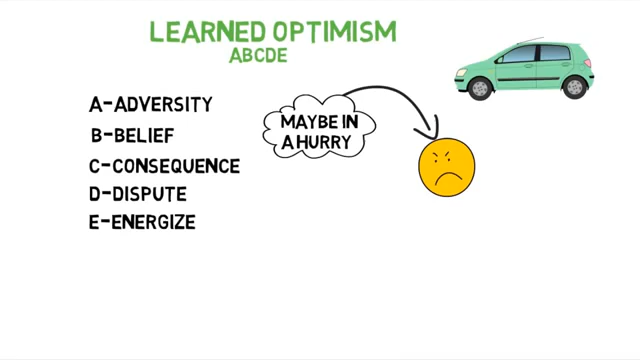 LEARNED OPTIMISM
ABCDE
A-ADVERSITY
B-BELIEF
C-CONSEQUENCE
D-DISPUTE
E-ENERGIZE
MAYBE IN
A HURRY